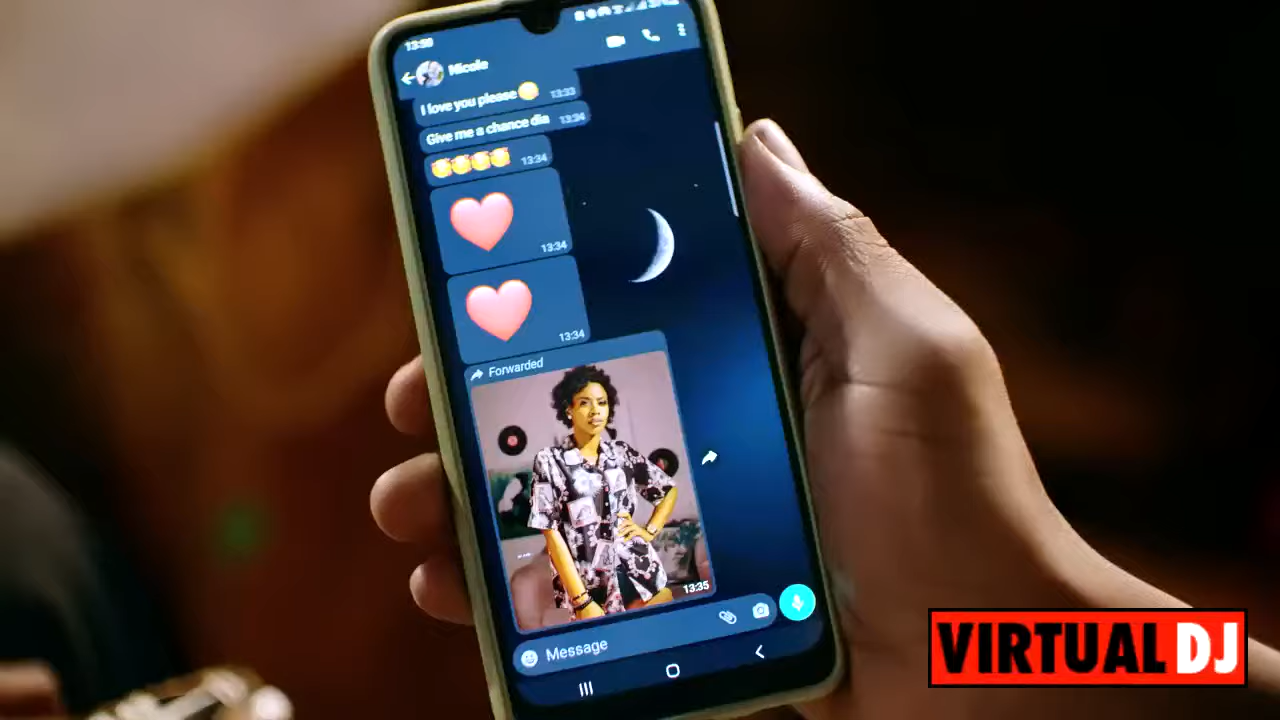 13:58
Nicole
I love you please 13:33
Give me a chance dia 13:34
13:34
13:34
13:34
Forwarded
13:35
Message
VIRTUAL DJ